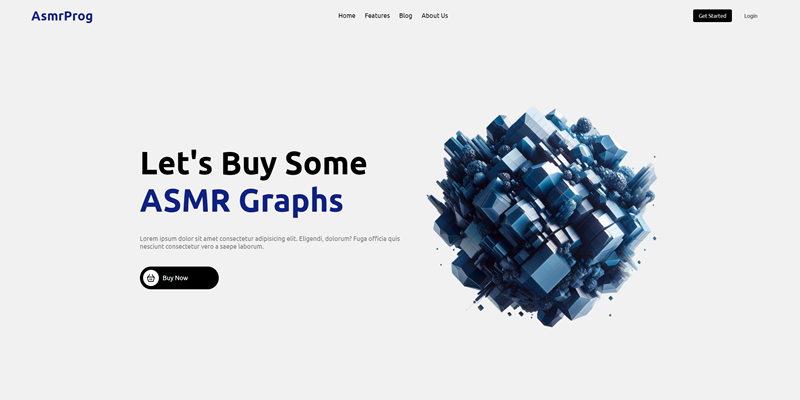 AsmrProg
Home Features Blog About Us
Get Started Login
Let's Buy Some
ASMR Graphs
Lorem ipsum dolor sit amet consectetur adipisicing elit. Eligendi, dolorum? Fuga officia quis
nesciunt consectetur vero a saepe laborum.
Buy Now